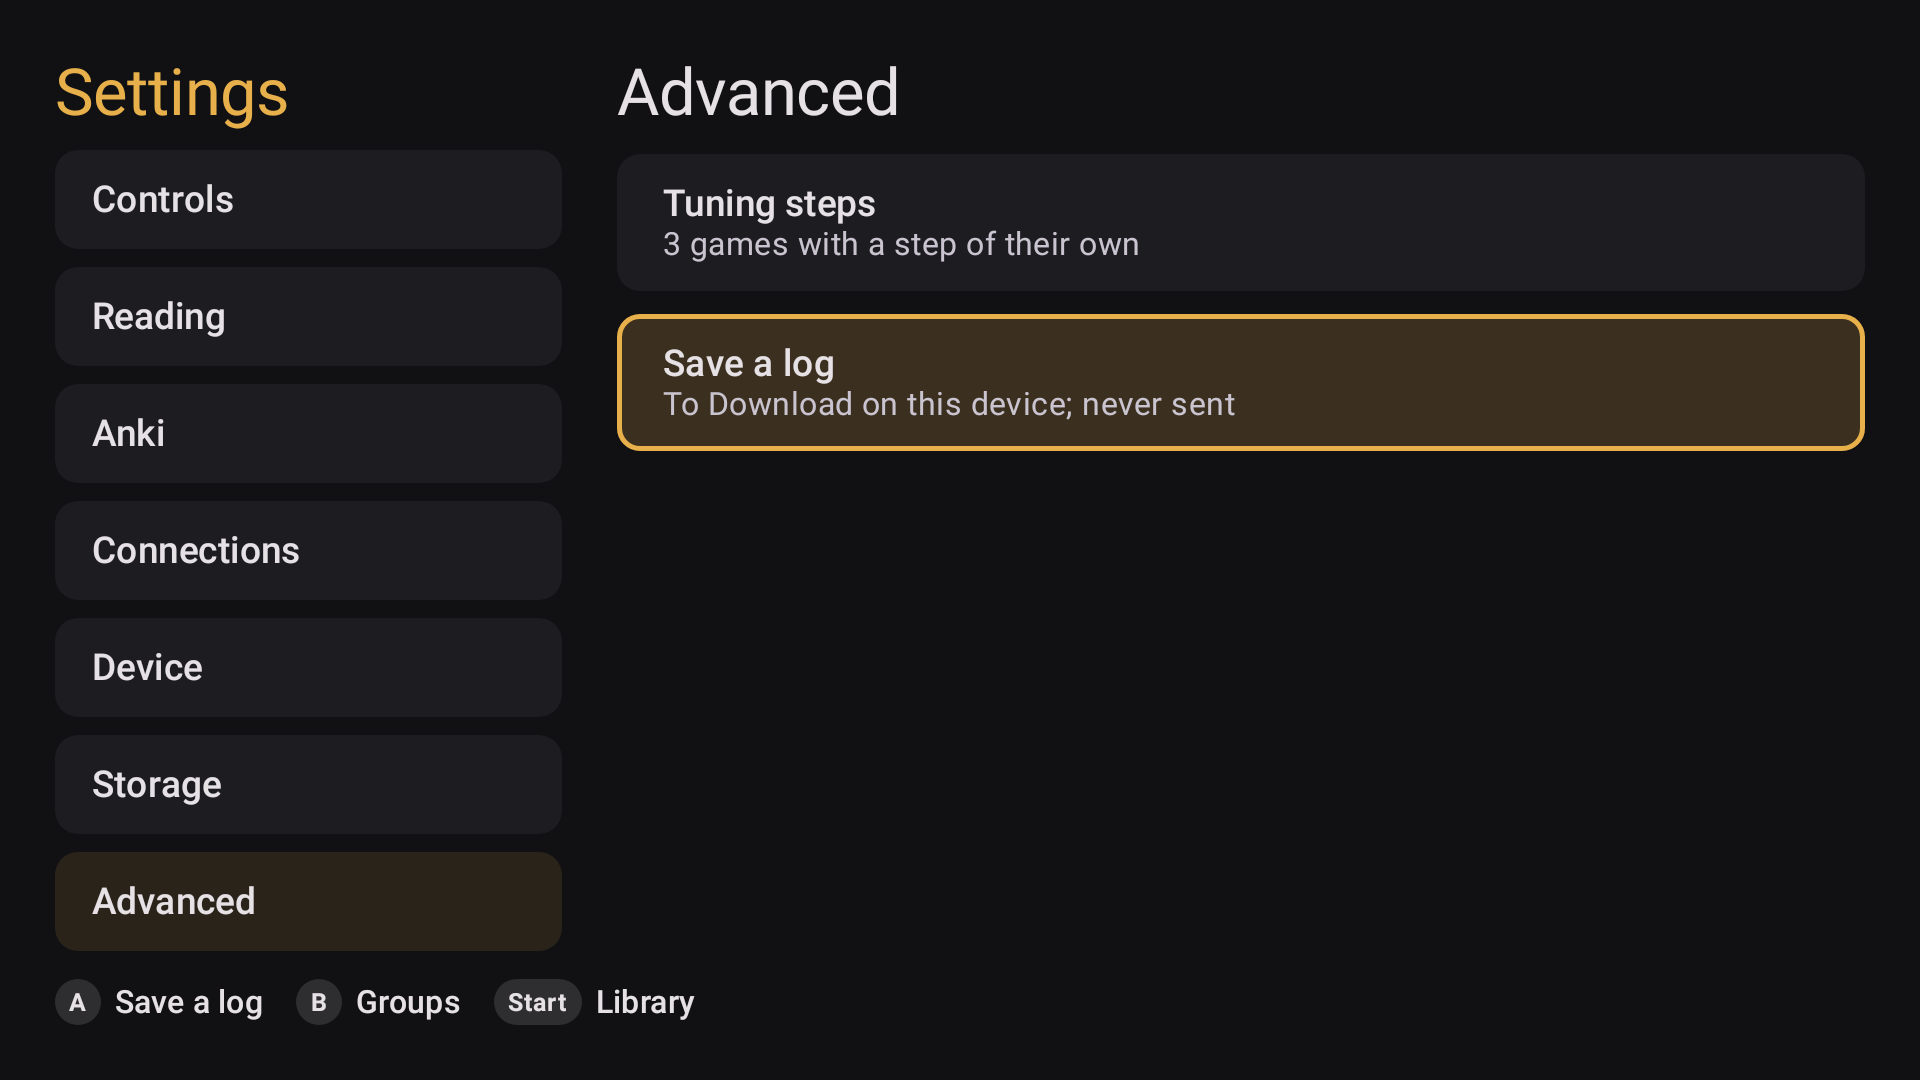 Settings
Controls
Reading
Anki
Connections
Device
Storage
Advanced
Advanced
Tuning steps
3 games with a step of their own
Save a log
To Download on this device; never sent
A Save a log B Groups Start Library